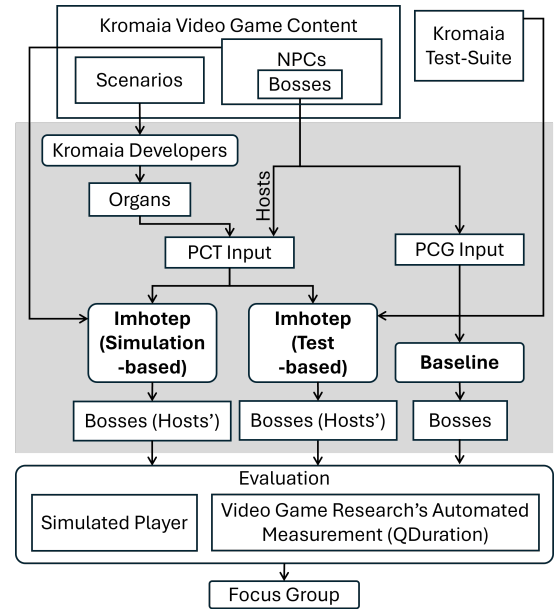 Kromaia Video Game Content
Kromaia
Test-Suite
NPCs
Scenarios
Bosses
Kromaia Developers
Organs
Hosts
PCT Input
PCG Input
Imhotep
(Simulation
-based)
Imhotep
(Test
-based)
Baseline
Bosses (Hosts’)
Bosses (Hosts’)
Bosses
Evaluation
Simulated Player
Video Game Research’s Automated
Measurement (QDuration)
Focus Group